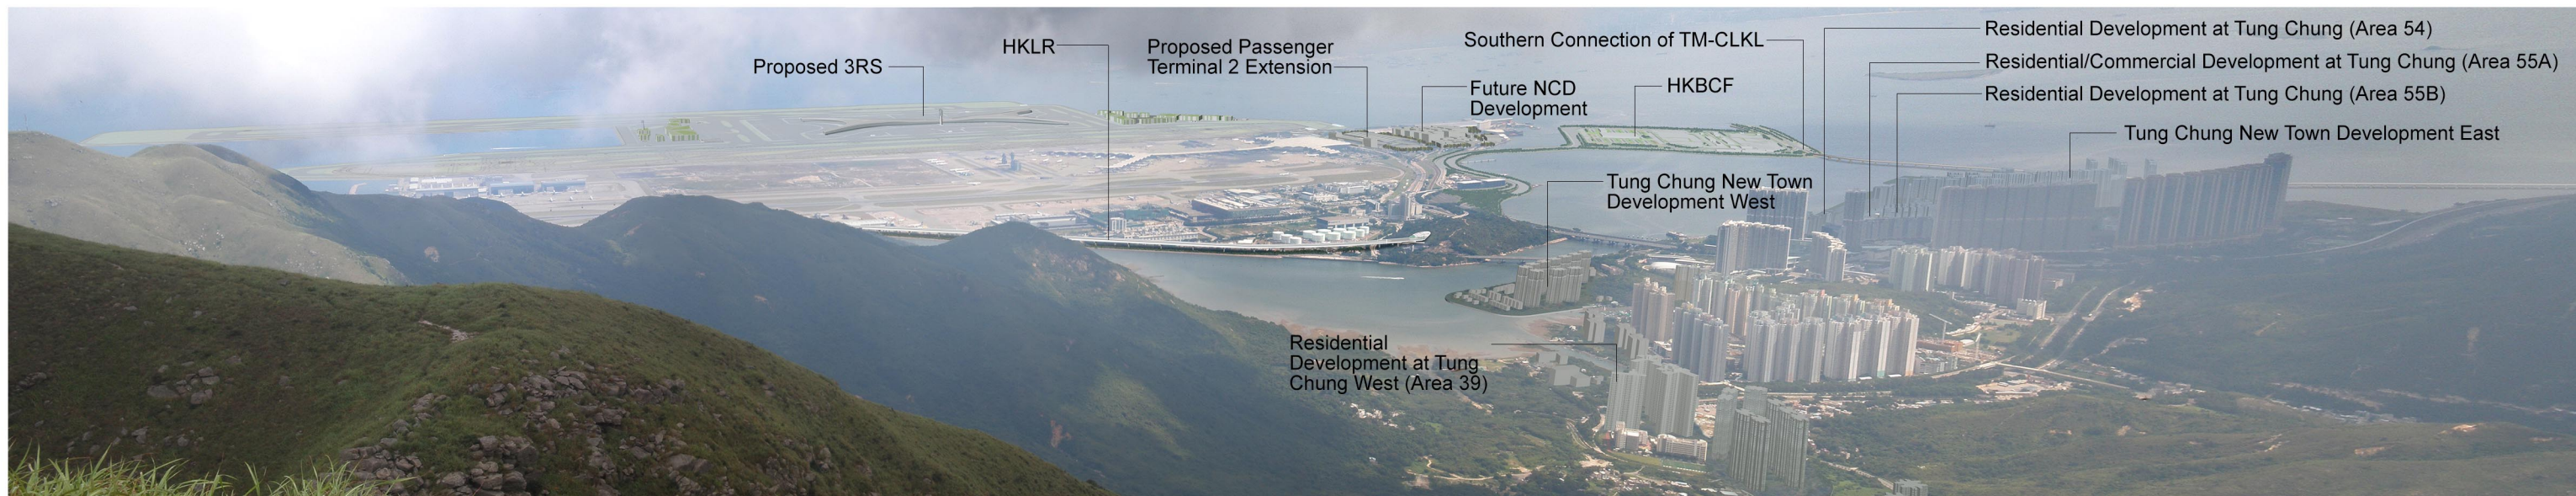 Proposed 3RS
HKLR
Proposed Passenger
Terminal 2 Extension
Southern Connection of TM-CLKL
Future NCD
Development
HKBCF
Residential Development at Tung Chung (Area 54)
Residential/Commercial Development at Tung Chung (Area 55A)
Residential Development at Tung Chung (Area 55B)
Tung Chung New Town Development East
Tung Chung New Town
Development West
Residential
Development at Tung
Chung West (Area 39)